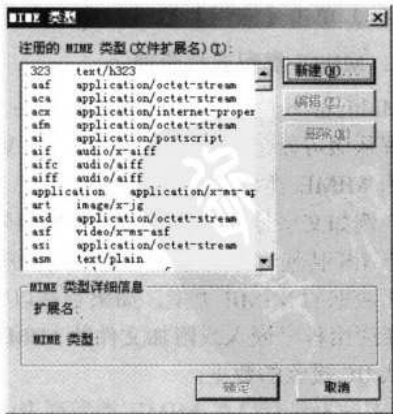 MIME 类型
注册的 MIME 类型(文件扩展名)(T):
.323 text/h323
.aaf application/octet-stream
.aca application/octet-stream
.acx application/internet-proper
.afm application/octet-stream
.ai application/postscript
.aif audio/x-aiff
.aifc audio/aiff
.aiff audio/aiff
.application application/x-ms-ap
.art image/x-jg
.asd application/octet-stream
.asf video/x-ms-asf
.asi application/octet-stream
.asm text/plain
新建(N)...
编辑(E)...
删除(R)
MIME 类型详细信息
扩展名:
MIME 类型:
确定
取消